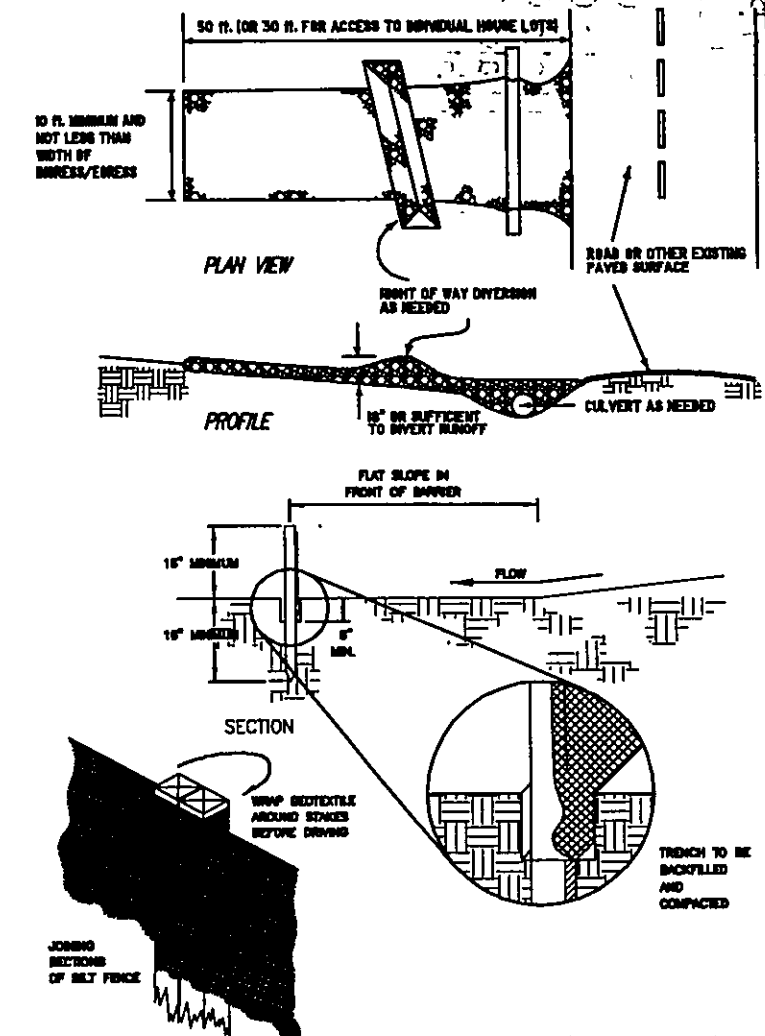 50 ft. (OR 30 ft. FOR ACCESS TO INDIVIDUAL HOUSE LOTS)
10 ft. MINIMUM AND
NOT LESS THAN
WIDTH OF
INGRESS/EGRESS
PLAN VIEW
RIGHT OF WAY DIVERSION
AS NEEDED
ROAD OR OTHER EXISTING
PAVED SURFACE
PROFILE
18" OR SUFFICIENT
TO DIVERT RUNOFF
CULVERT AS NEEDED
FLAT SLOPE IN
FRONT OF BARRIER
MINIMUM
FLOW
MINIMUM
MIN.
SECTION
WRAP GEOTEXTILE
AROUND STAKES
BEFORE DRIVING
TRENCH TO BE
BACKFILLED
AND
COMPACTED
JOINING
SECTIONS
OF SILT FENCE